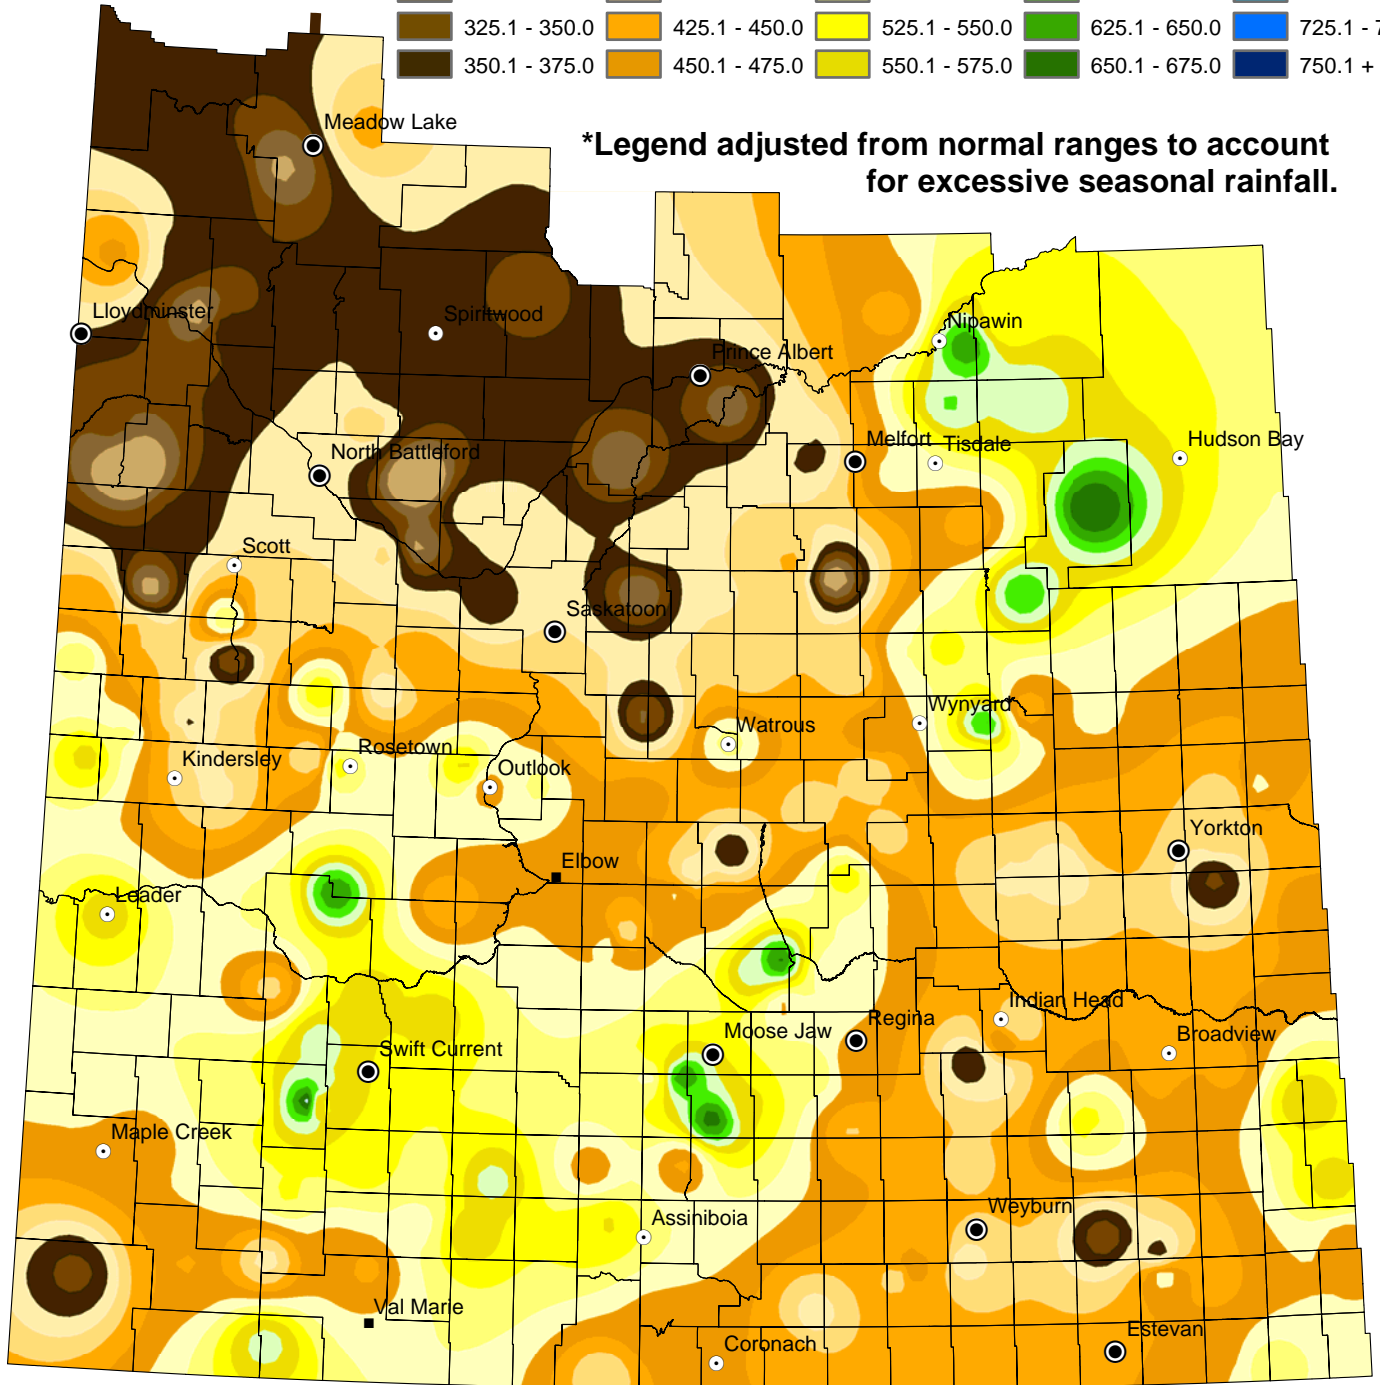 325.1 - 350.0 425.1 - 450.0 525.1 - 550.0 625.1 - 650.0 725.1 - 7
350.1 - 375.0 450.1 - 475.0 550.1 - 575.0 650.1 - 675.0 750.1 +
Meadow Lake
*Legend adjusted from normal ranges to account
for excessive seasonal rainfall.
Lloydminster
Spiritwood
Nipawin
Prince Albert
Melfort
Tisdale
Hudson Bay
North Battleford
Scott
Saskatoon
Wynyard
Watrous
Kindersley
Rosetown
Outlook
Yorkton
Elbow
Leader
Indian Head
Regina
Moose Jaw
Broadview
Swift Current
Maple Creek
Weyburn
Assiniboia
Val Marie
Estevan
Coronach